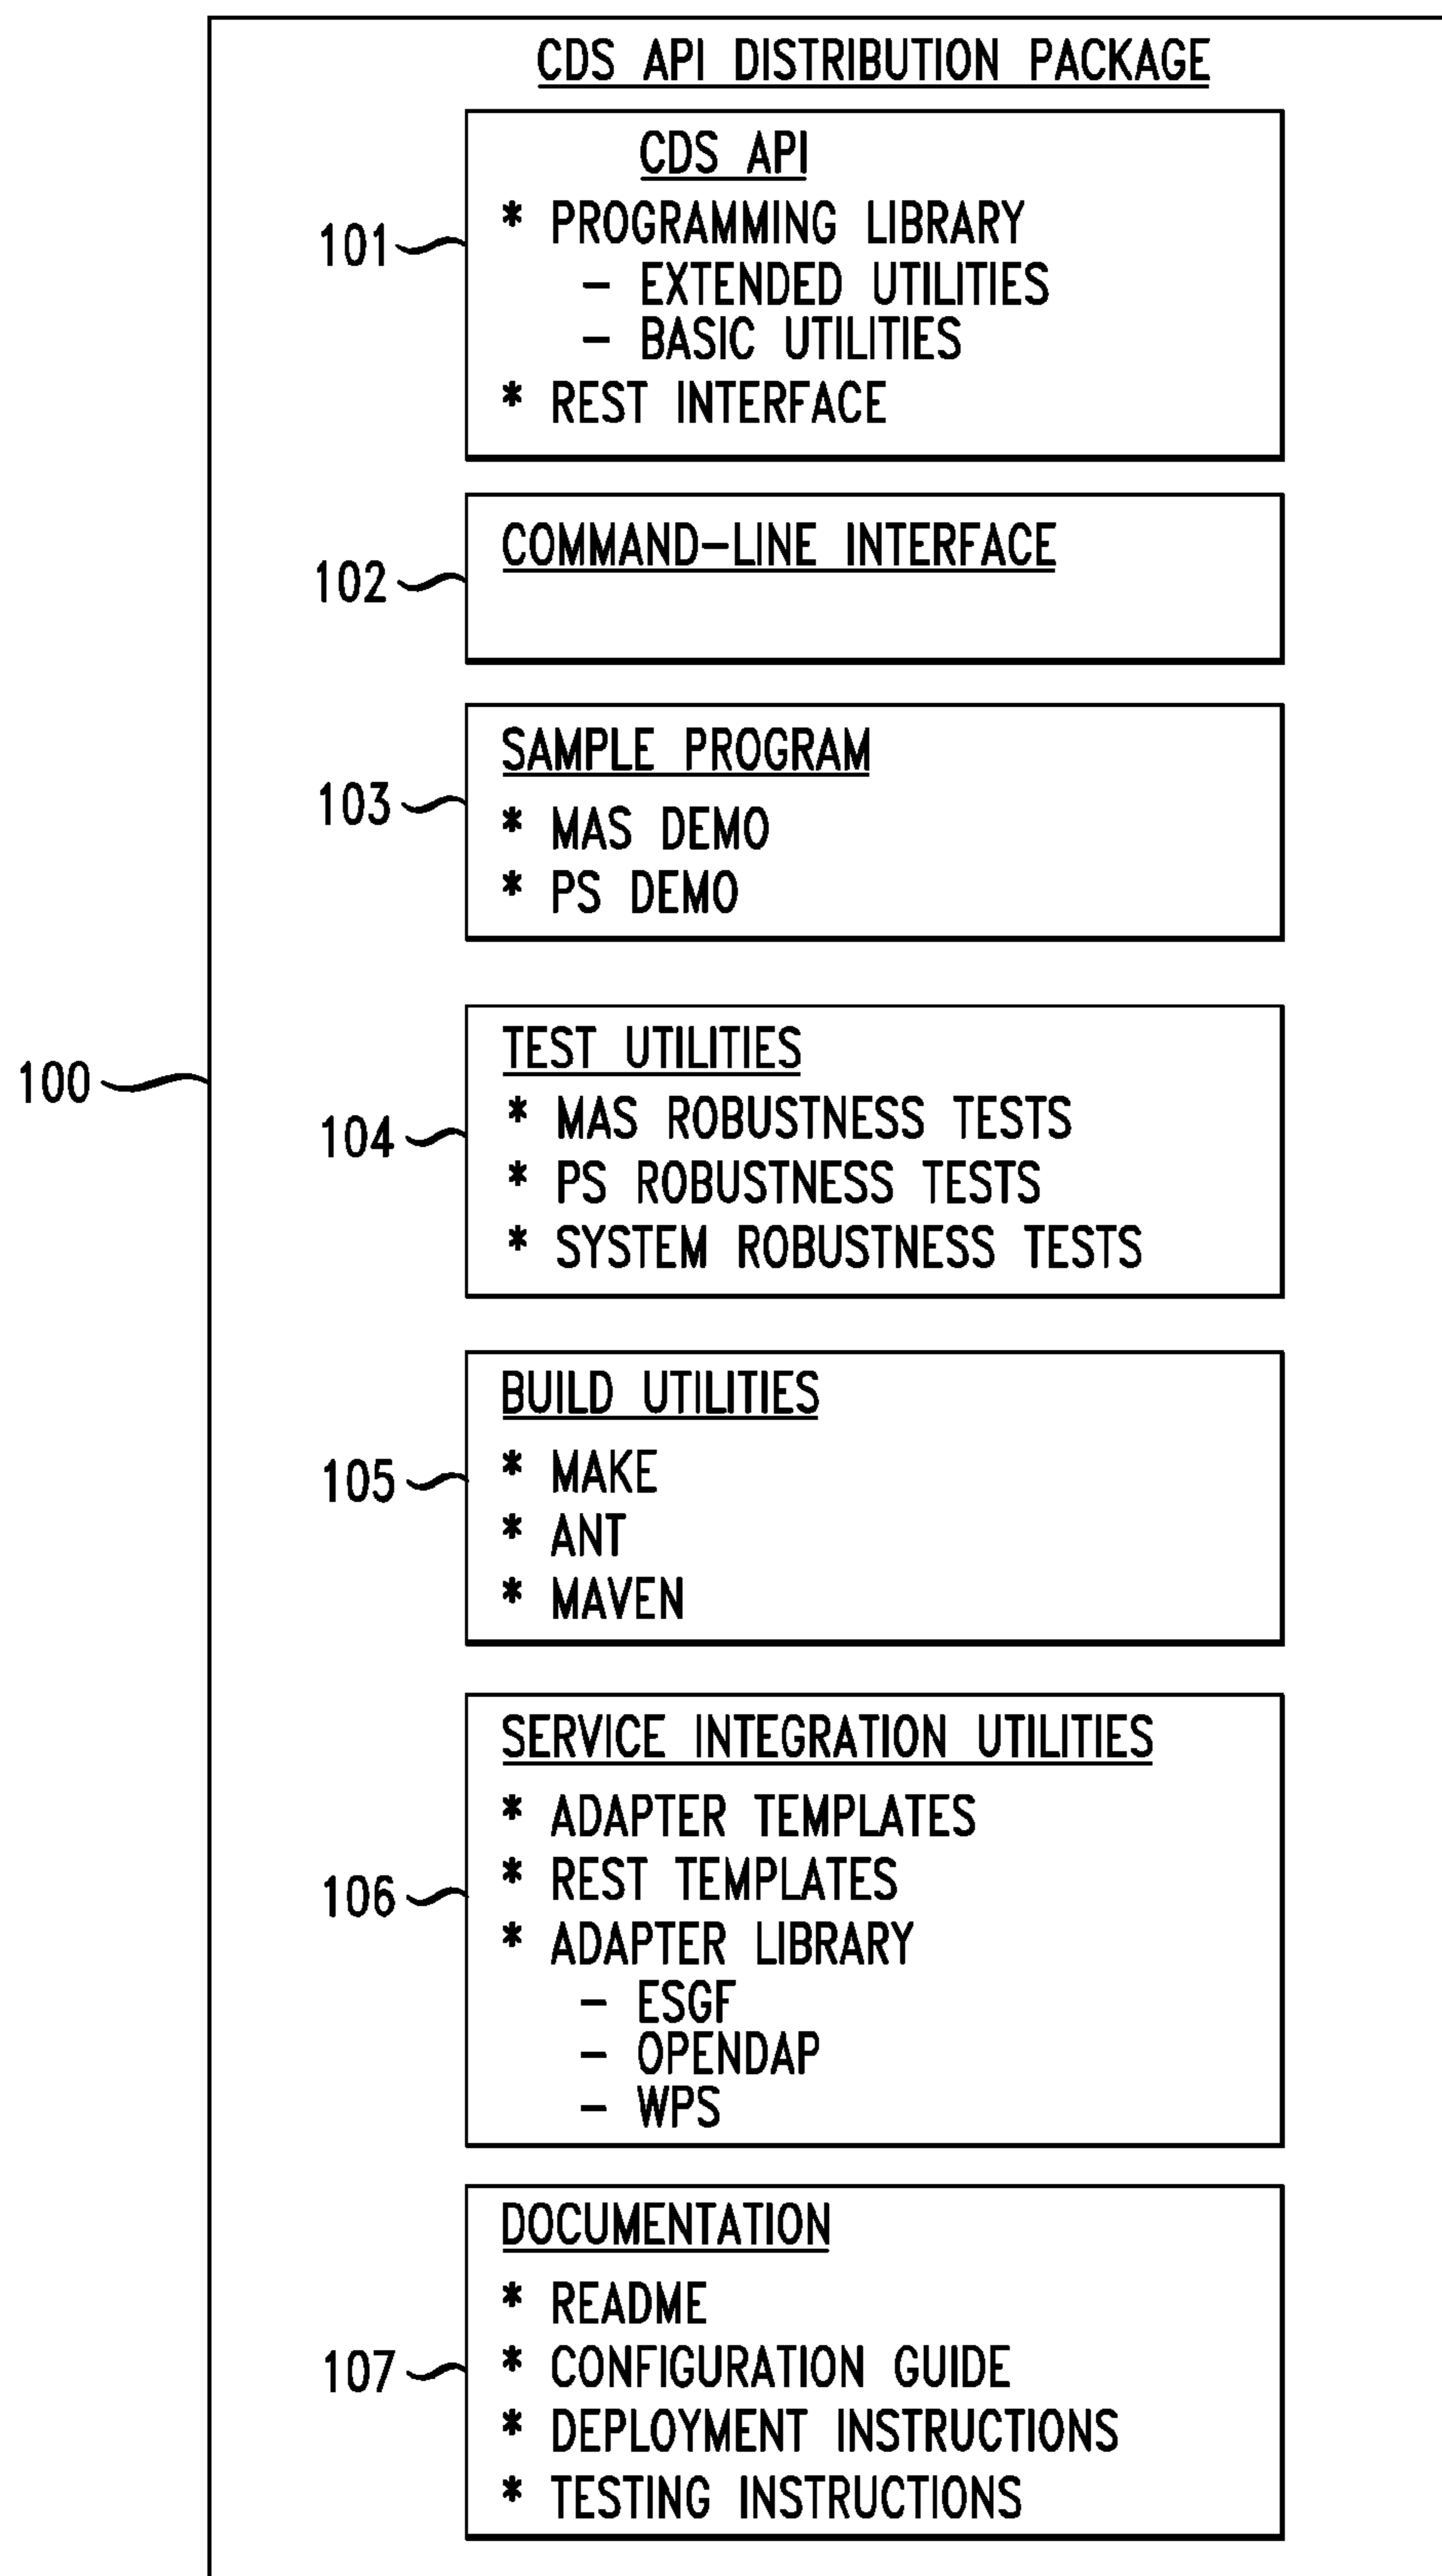 CDS API DISTRIBUTION PACKAGE
CDS API
101
* PROGRAMMING LIBRARY
- EXTENDED UTILITIES
- BASIC UTILITIES
* REST INTERFACE
102
COMMAND-LINE INTERFACE
103
SAMPLE PROGRAM
* MAS DEMO
* PS DEMO
100
104
TEST UTILITIES
* MAS ROBUSTNESS TESTS
* PS ROBUSTNESS TESTS
* SYSTEM ROBUSTNESS TESTS
105
BUILD UTILITIES
* MAKE
* ANT
* MAVEN
106
SERVICE INTEGRATION UTILITIES
* ADAPTER TEMPLATES
* REST TEMPLATES
* ADAPTER LIBRARY
- ESGF
- OPENDAP
- WPS
107
DOCUMENTATION
* README
* CONFIGURATION GUIDE
* DEPLOYMENT INSTRUCTIONS
* TESTING INSTRUCTIONS